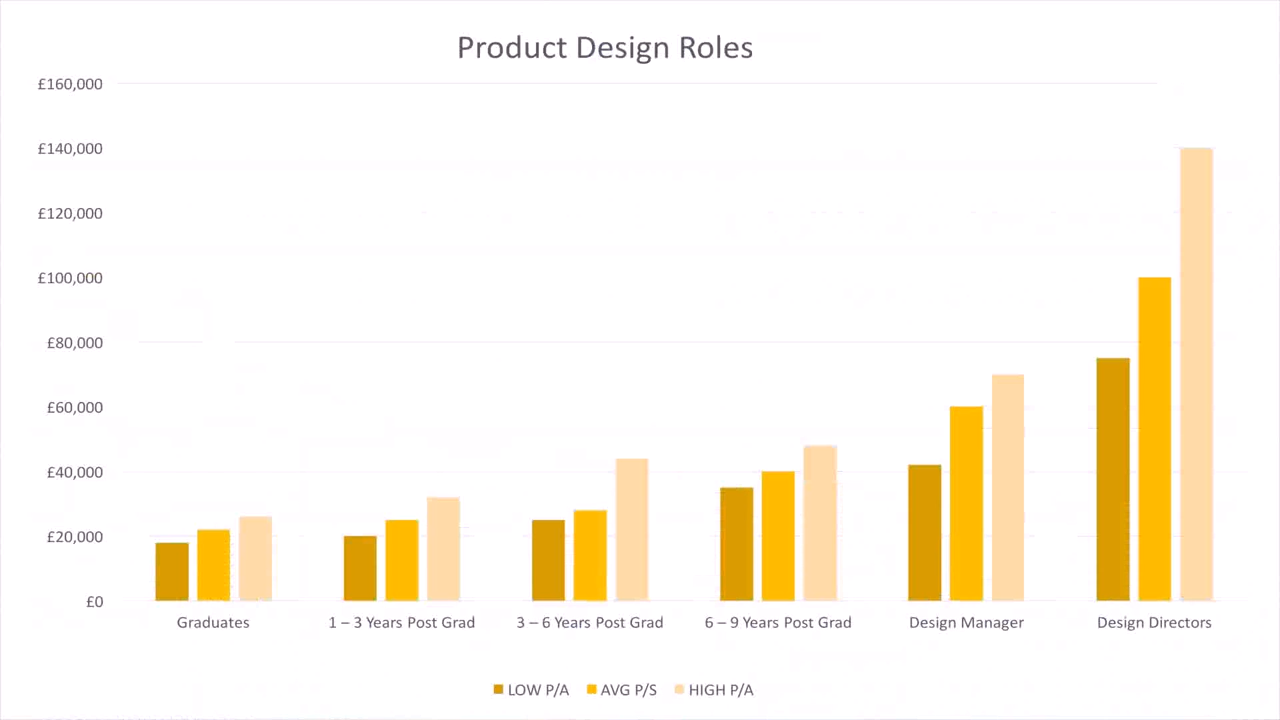 Product Design Roles
£160,000
£140,000
£120,000
£100,000
£80,000
£60,000
£40,000
£20,000
£0
Graduates
1 – 3 Years Post Grad
3 – 6 Years Post Grad
6 – 9 Years Post Grad
Design Manager
Design Directors
LOW P/A
AVG P/S
HIGH P/A